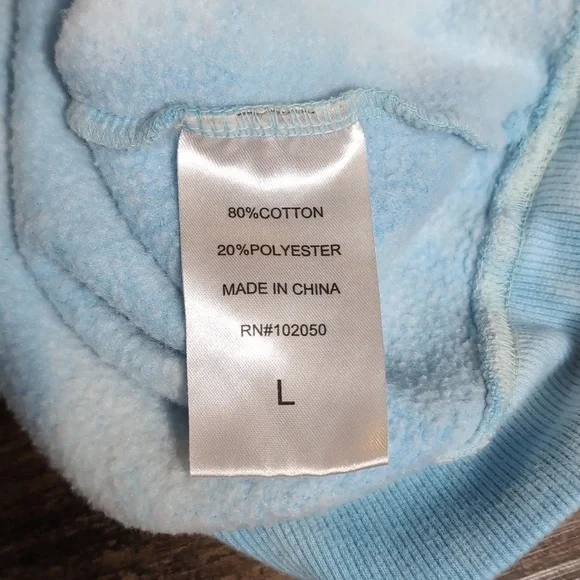 80%COTTON
20%POLYESTER
MADE IN CHINA
RN#102050
L